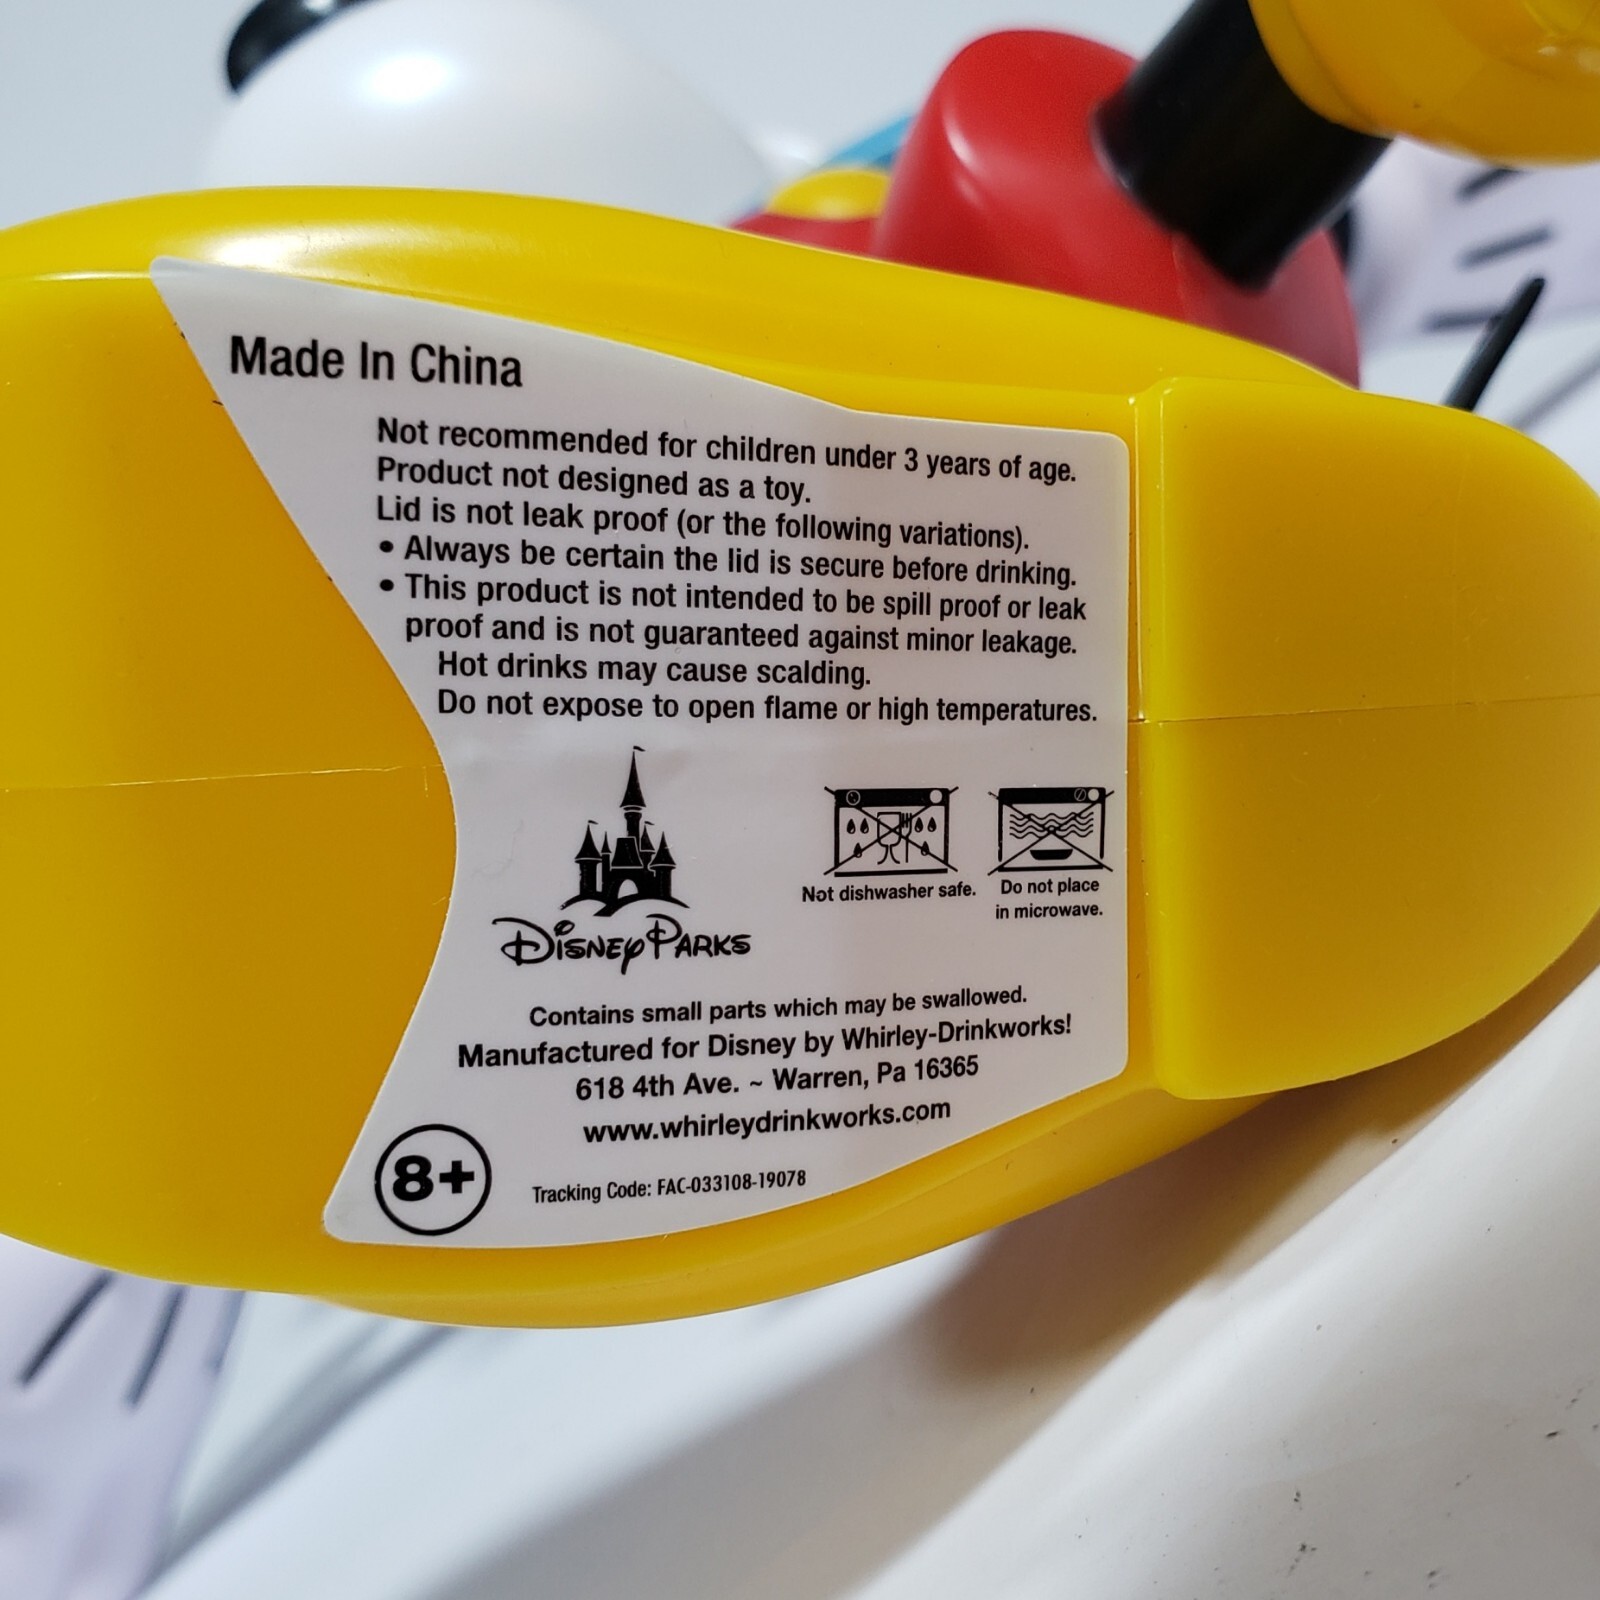 Made In China
Not recommended for children under 3 years of age.
Product not designed as a toy.
Lid is not leak proof (or the following variations).
• Always be certain the lid is secure before drinking.
• This product is not intended to be spill proof or leak
proof and is not guaranteed against minor leakage.
Hot drinks may cause scalding.
Do not expose to open flame or high temperatures.
Disney Parks
Not dishwasher safe.
Do not place
in microwave.
Contains small parts which may be swallowed.
Manufactured for Disney by Whirley-Drinkworks!
618 4th Ave. ~ Warren, Pa 16365
www.whirleydrinkworks.com
8+
Tracking Code: FAC-033108-19078